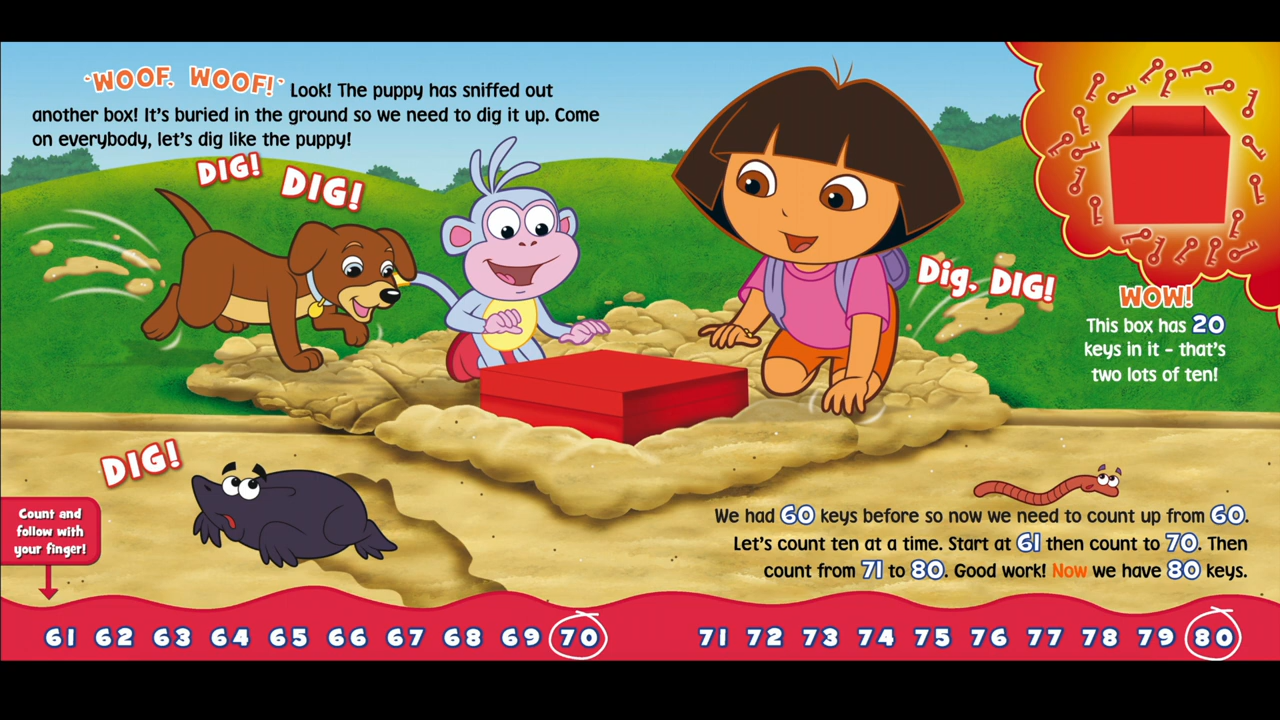 "WOOF, WOOF!" Look! The puppy has sniffed out
another box! It's buried in the ground so we need to dig it up. Come
on everybody, let's dig like the puppy!
DIG! DIG!
Dig, DIG!
WOW!
This box has 20
keys in it – that's
two lots of ten!
DIG!
Count and
follow with
your finger!
We had 60 keys before so now we need to count up from 60.
Let's count ten at a time. Start at 61 then count to 70. Then
count from 71 to 80. Good work! Now we have 80 keys.
61 62 63 64 65 66 67 68 69 70 71 72 73 74 75 76 77 78 79 80